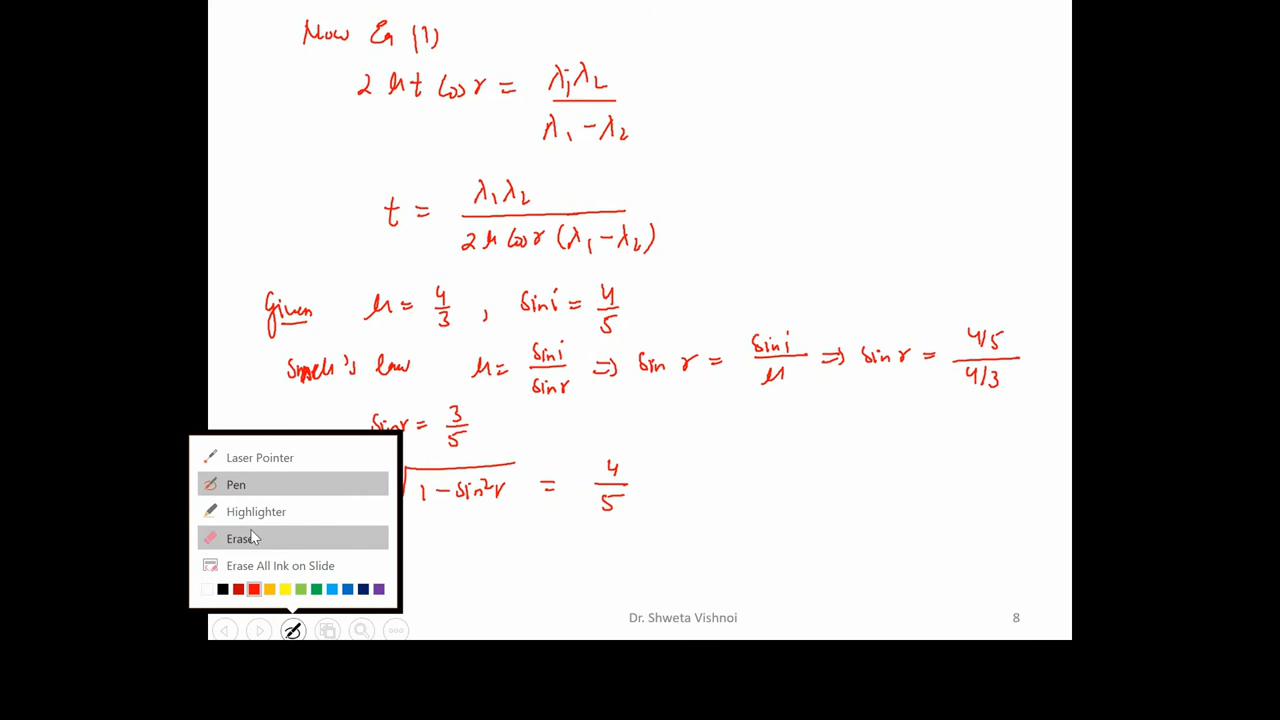 Now Eq (1)
2 μt cos r = λ1λ2 / λ1 − λ2
t = λ1λ2 / 2μ cos r (λ1 − λ2)
Given μ = 4/3 , sin i = 4/5
Snell's law μ = sin i / sin r ⇒ sin r = sin i / μ ⇒ sin r = 4/5 / 4/3
sin r = 3/5
√1 − sin²r = 4/5
Laser Pointer
Pen
Highlighter
Erase
Erase All Ink on Slide
Dr. Shweta Vishnoi 8